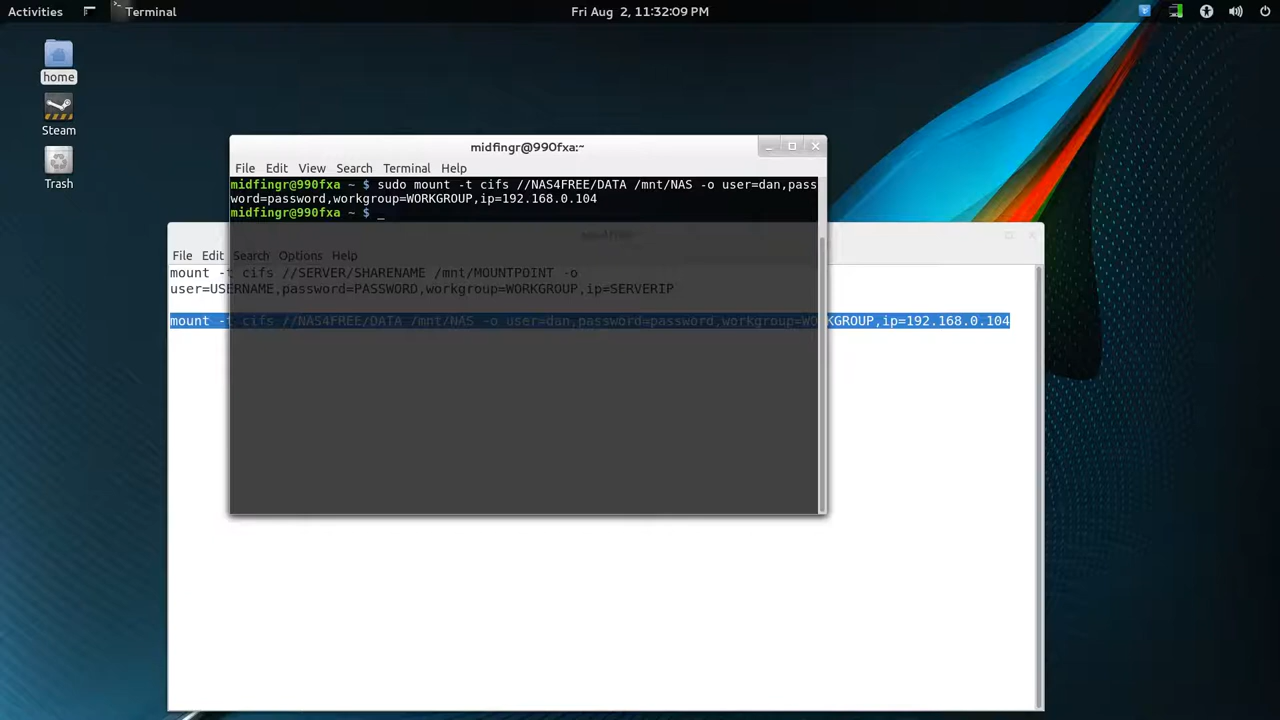 Activities
Terminal
Fri Aug 2, 11:32:09 PM
home
Steam
Trash
midfingr@990fxa:~
File Edit View Search Terminal Help
midfingr@990fxa ~ $ sudo mount -t cifs //NAS4FREE/DATA /mnt/NAS -o user=dan,pass
word=password,workgroup=WORKGROUP,ip=192.168.0.104
midfingr@990fxa ~ $ _
File Edit Search Options Help
mount -t cifs //SERVER/SHARENAME /mnt/MOUNTPOINT -o
user=USERNAME,password=PASSWORD,workgroup=WORKGROUP,ip=SERVERIP
mount -t cifs //NAS4FREE/DATA /mnt/NAS -o user=dan,password=password,workgroup=WORKGROUP,ip=192.168.0.104